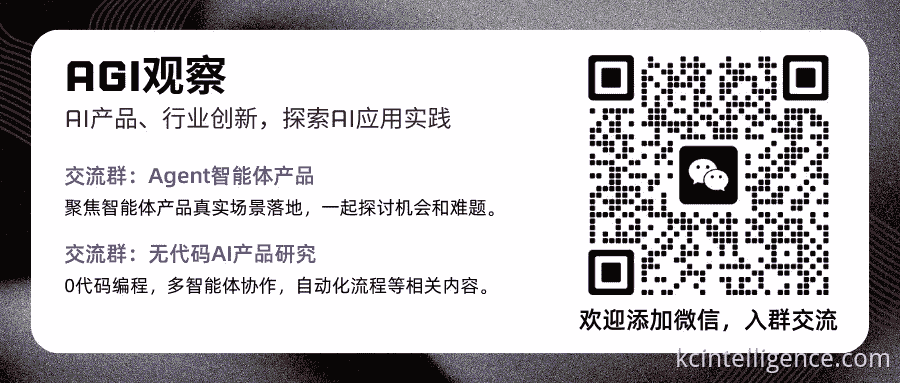 AGI观察
AI产品、行业创新，探索AI应用实践
交流群：Agent智能体产品
聚焦智能体产品真实场景落地，一起探讨机会和难题。
交流群：无代码AI产品研究
0代码编程，多智能体协作，自动化流程等相关内容。
欢迎添加微信，入群交流
kcintelligence.com